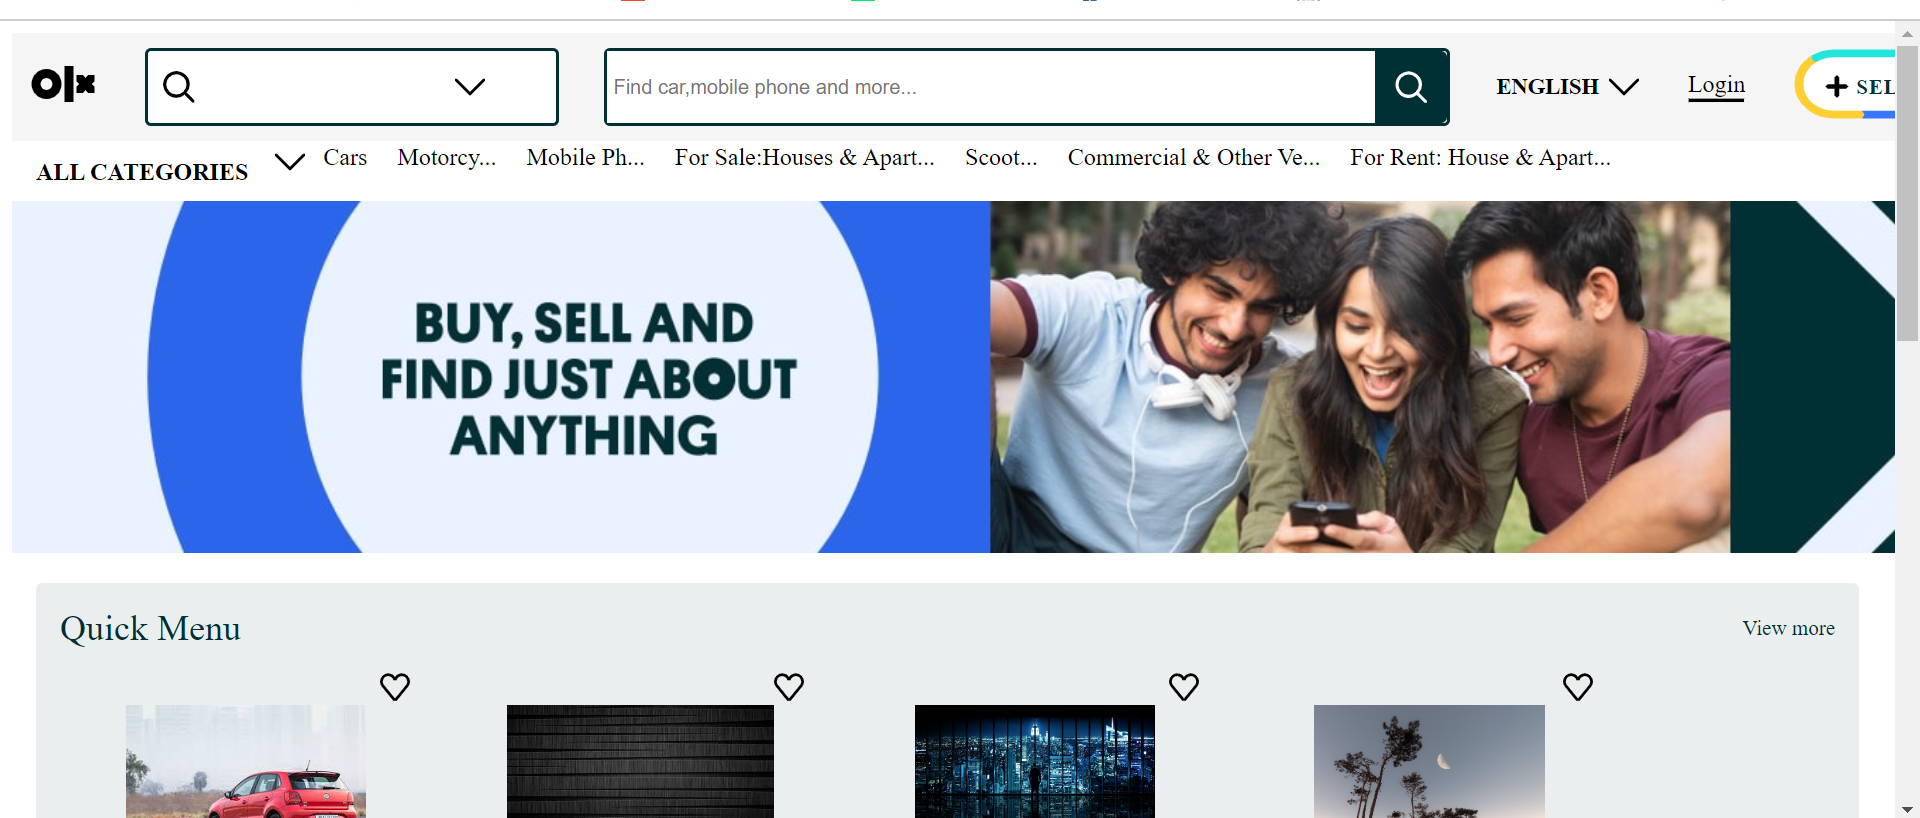 olx
Find car,mobile phone and more...
ENGLISH
Login
SEL
ALL CATEGORIES
Cars
Motorcy...
Mobile Ph...
For Sale:Houses & Apart...
Scoot...
Commercial & Other Ve...
For Rent: House & Apart...
BUY, SELL AND
FIND JUST ABOUT
ANYTHING
Quick Menu
View more